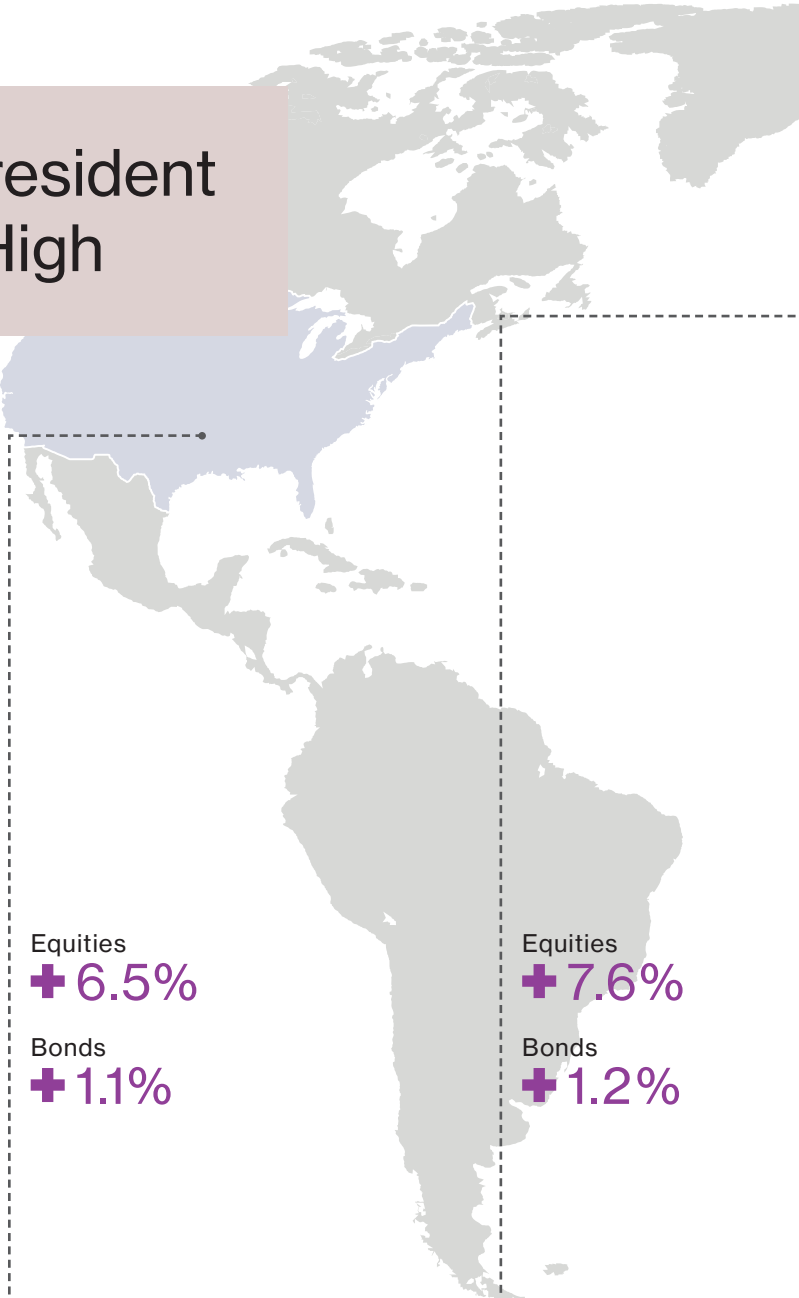 resident
High
Equities
+ 6.5%
Bonds
+ 1.1%
Equities
+ 7.6%
Bonds
+ 1.2%